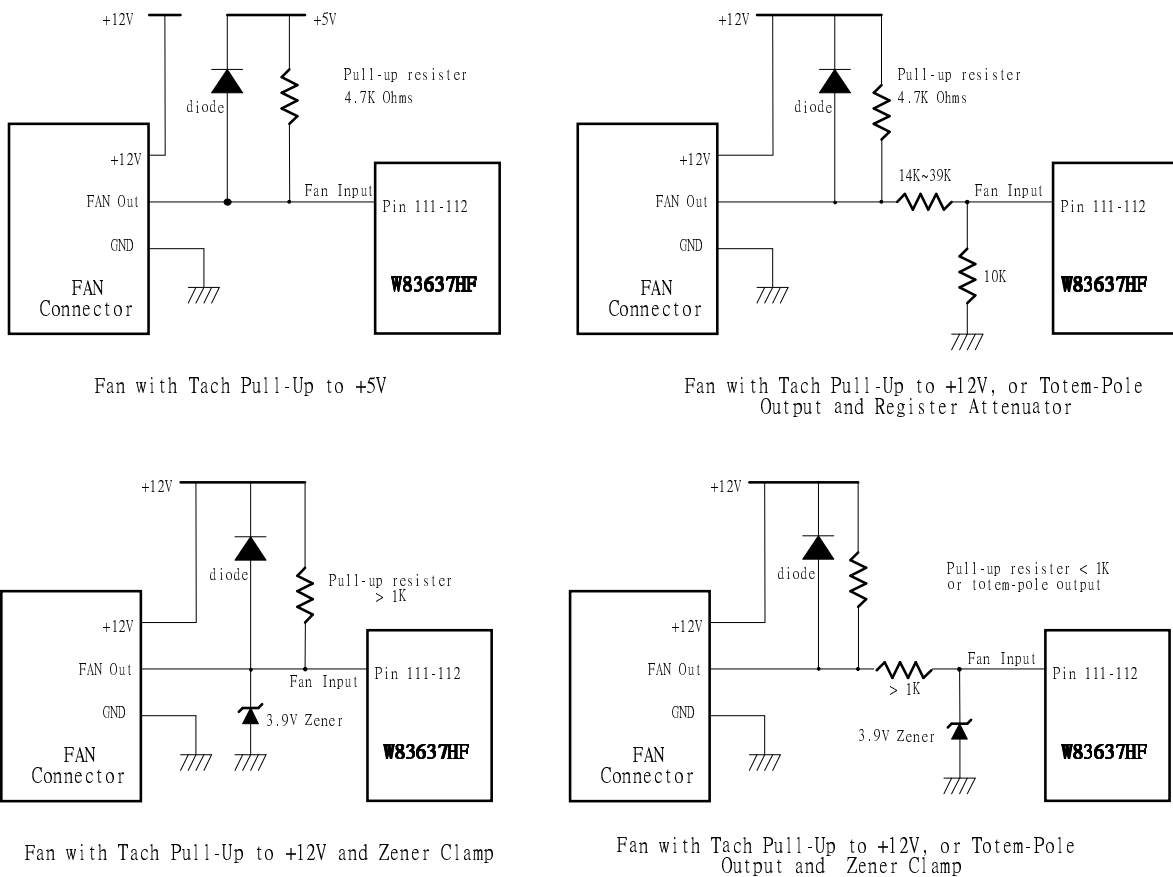 +12V
+5V
Pull-up resister
4.7K Ohms
diode
+12V
FAN Out
Fan Input
Pin 111-112
GND
W83637HF
FAN
Connector
Fan with Tach Pull-Up to +5V
+12V
Pull-up resister
4.7K Ohms
diode
+12V
14K~39K
FAN Out
Fan Input
Pin 111-112
GND
10K
W83637HF
FAN
Connector
Fan with Tach Pull-Up to +12V, or Totem-Pole
Output and Register Attenuator
+12V
diode
Pull-up resister
> 1K
+12V
FAN Out
Fan Input
Pin 111-112
GND
3.9V Zener
W83637HF
FAN
Connector
Fan with Tach Pull-Up to +12V and Zener Clamp
+12V
diode
Pull-up resister < 1K
or totem-pole output
+12V
FAN Out
Fan Input
Pin 111-112
> 1K
GND
3.9V Zener
W83637HF
FAN
Connector
Fan with Tach Pull-Up to +12V, or Totem-Pole
Output and Zener Clamp